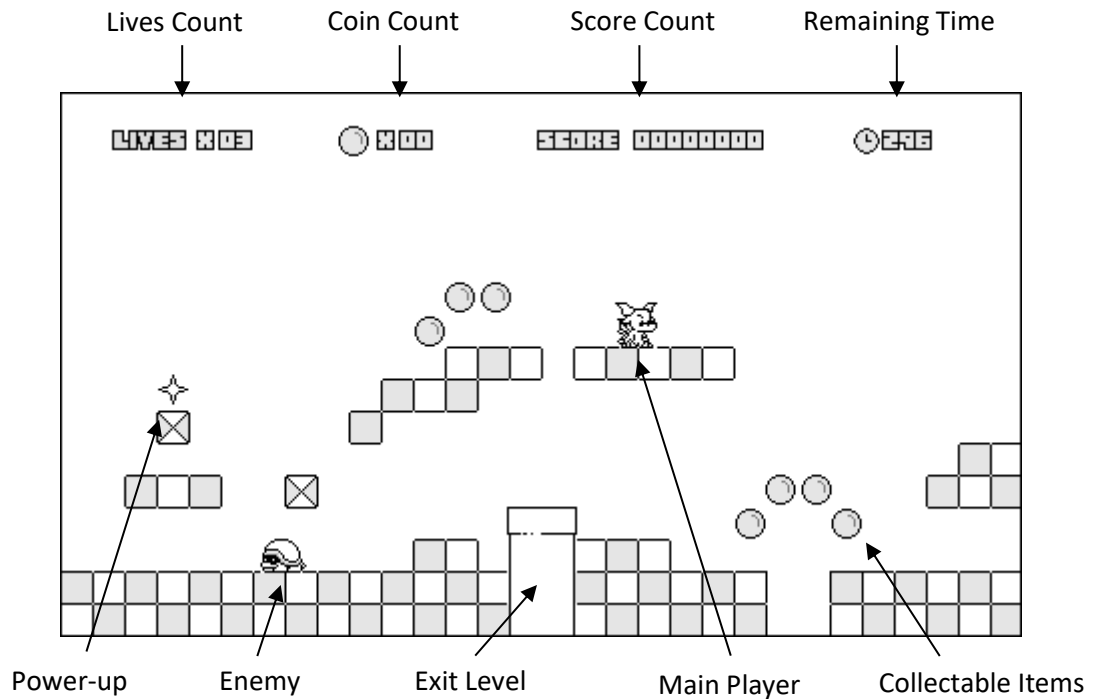 Lives Count Coin Count Score Count Remaining Time
LIVES X 03 X 00 SCORE 00000000 296
Power-up Enemy Exit Level Main Player Collectable Items